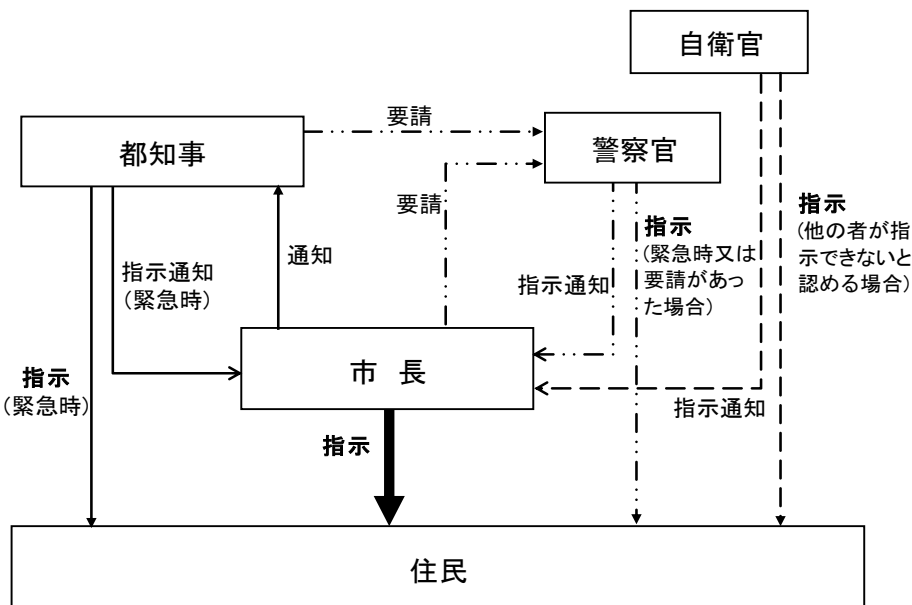 自衛官
要請
都知事
警察官
要請
指示
(他の者が指
示できないと
認める場合)
指示
(緊急時又は
要請があっ
た場合)
通知
指示通知
(緊急時)
指示通知
市 長
指示
(緊急時)
指示通知
指示
住民